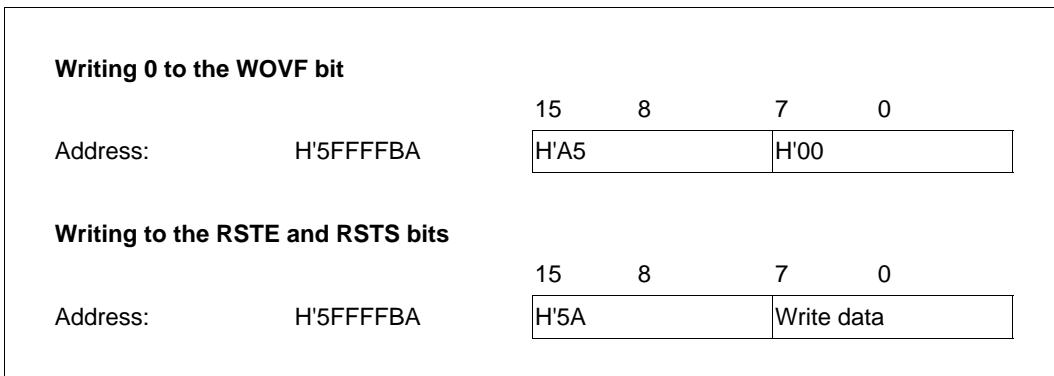 Writing 0 to the WOVF bit
15 8 7 0
Address: H'5FFFFBA H'A5 H'00
Writing to the RSTE and RSTS bits
15 8 7 0
Address: H'5FFFFBA H'5A Write data